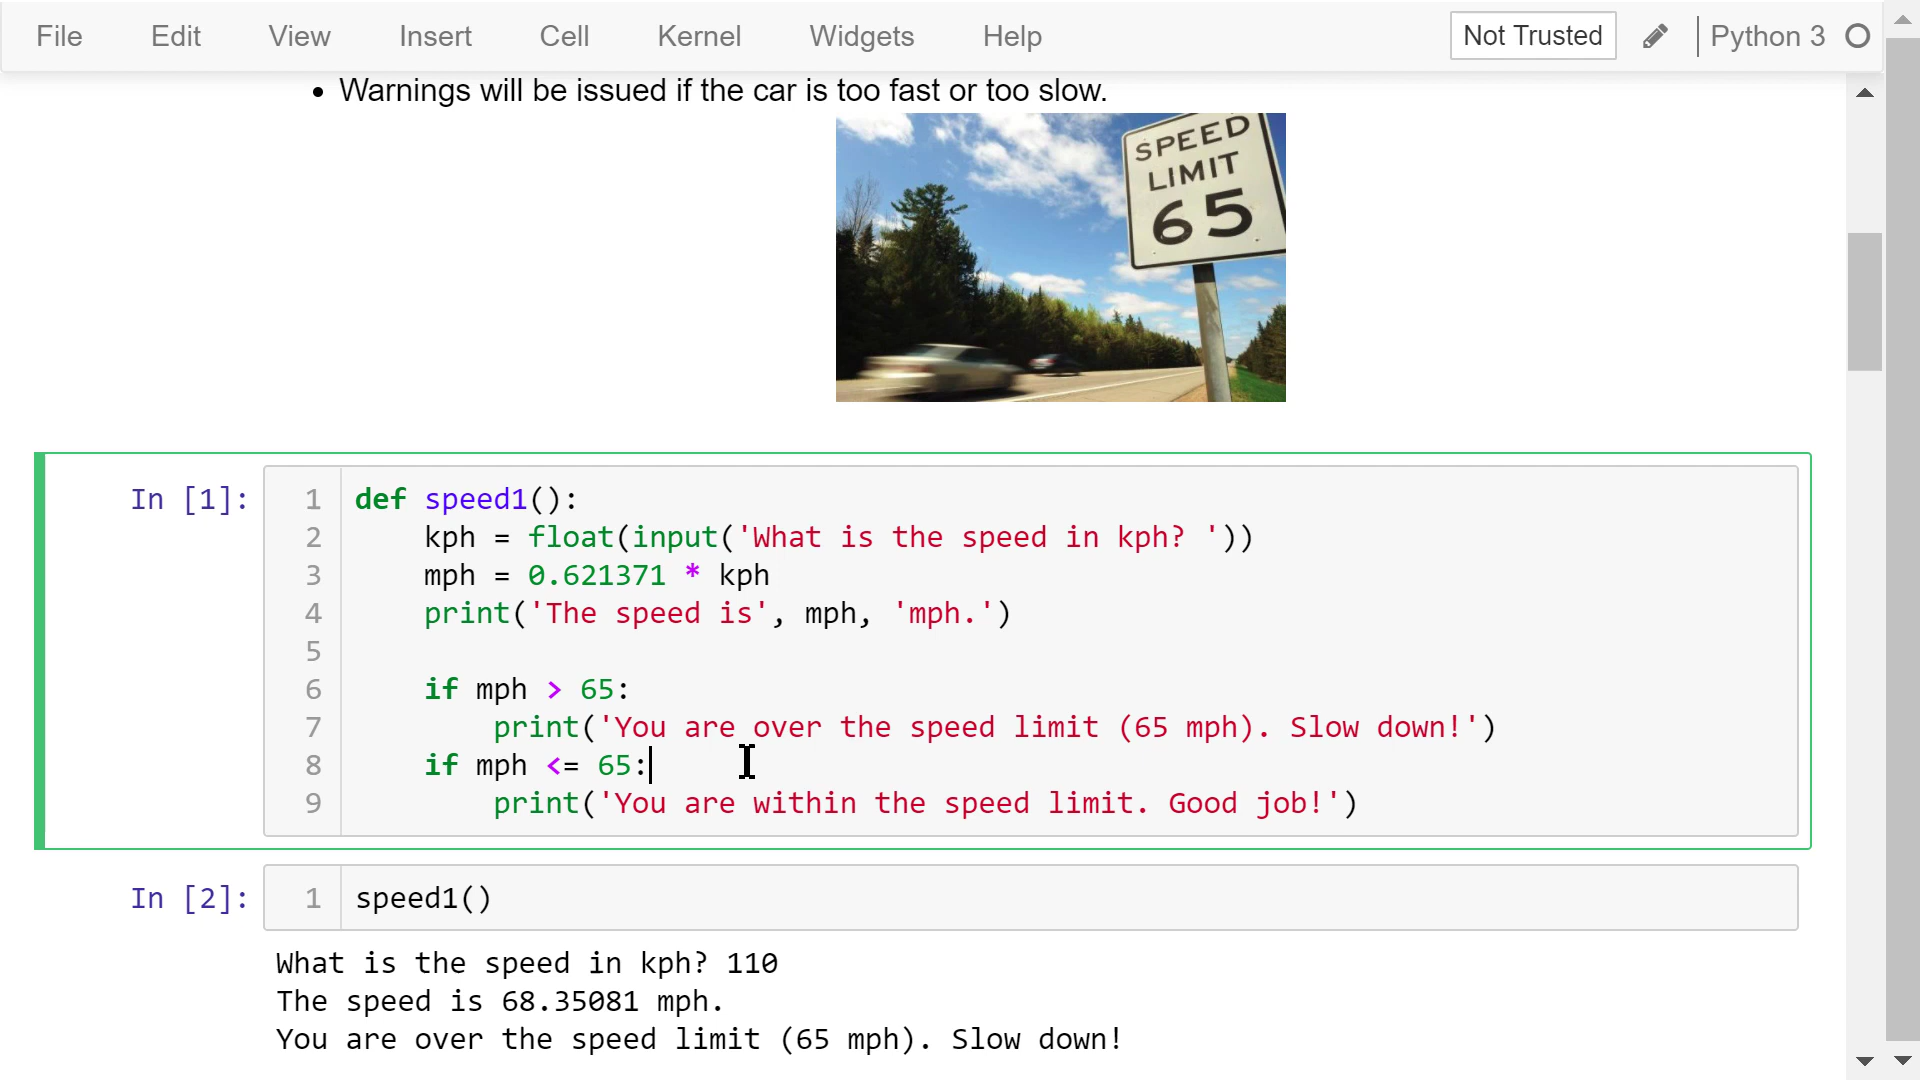 File Edit View Insert Cell Kernel Widgets Help Not Trusted Python 3
• Warnings will be issued if the car is too fast or too slow.
SPEED
LIMIT
65
In [1]:
1 def speed1():
2     kph = float(input('What is the speed in kph? '))
3     mph = 0.621371 * kph
4     print('The speed is', mph, 'mph.')
5
6     if mph > 65:
7         print('You are over the speed limit (65 mph). Slow down!')
8     if mph <= 65:
9         print('You are within the speed limit. Good job!')
In [2]: 1 speed1()
What is the speed in kph? 110
The speed is 68.35081 mph.
You are over the speed limit (65 mph). Slow down!